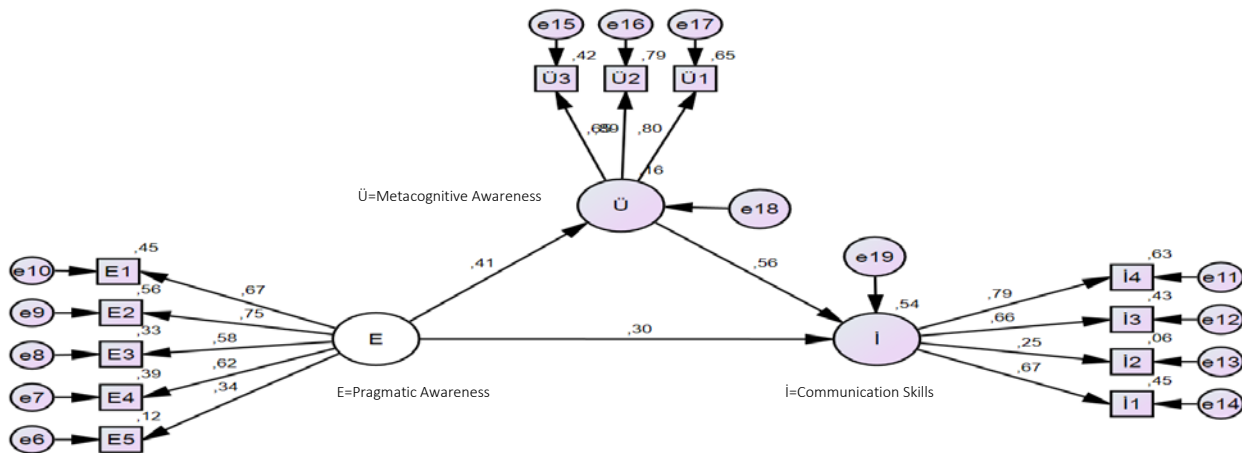 e15 e16 e17
,42 ,79 ,65
Ü3 Ü2 Ü1
,65 ,89 ,80
,16
Ü=Metacognitive Awareness
Ü
e18
,41
,56
e19
,54
,30
E
E=Pragmatic Awareness
İ
İ=Communication Skills
,45
e10 E1
,67
,56
e9 E2
,75
,33
e8 E3
,58
,39
e7 E4
,62
,34
,12
e6 E5
,63
İ4 e11
,79
,43
İ3 e12
,66
,06
İ2 e13
,25
,45
İ1 e14
,67